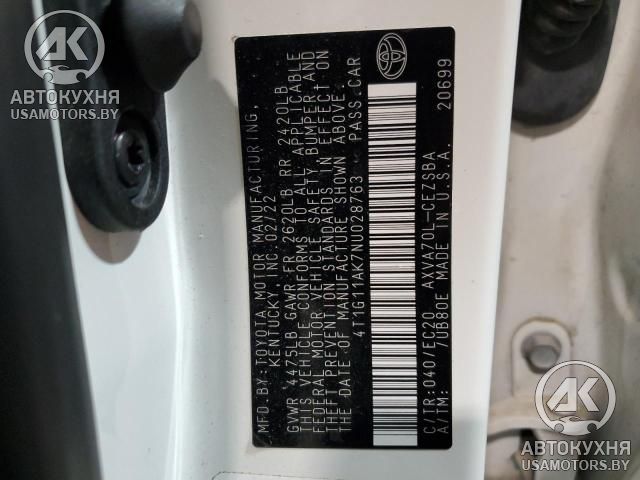 MFD BY:TOYOTA MOTOR MANUFACTURING,
KENTUCKY, INC. 02/22
GVWR 4475LB GAWR FR 2620LB RR 2420LB
THIS VEHICLE CONFORMS TO ALL APPLICABLE
FEDERAL MOTOR VEHICLE SAFETY, BUMPER, AND
THEFT PREVENTION STANDARDS IN EFFECT ON
THE DATE OF MANUFACTURE SHOWN ABOVE.
4T1G11AK7NU028763 PASS.CAR
C/TR:040/EC20 AXVA70L-CEZSBA
A/TM: 7UB80E MADE IN U.S.A. 20699
AK
АВТОКУХНЯ
USAMOTORS.BY
AK
АВТОКУХНЯ
USAMOTORS.BY